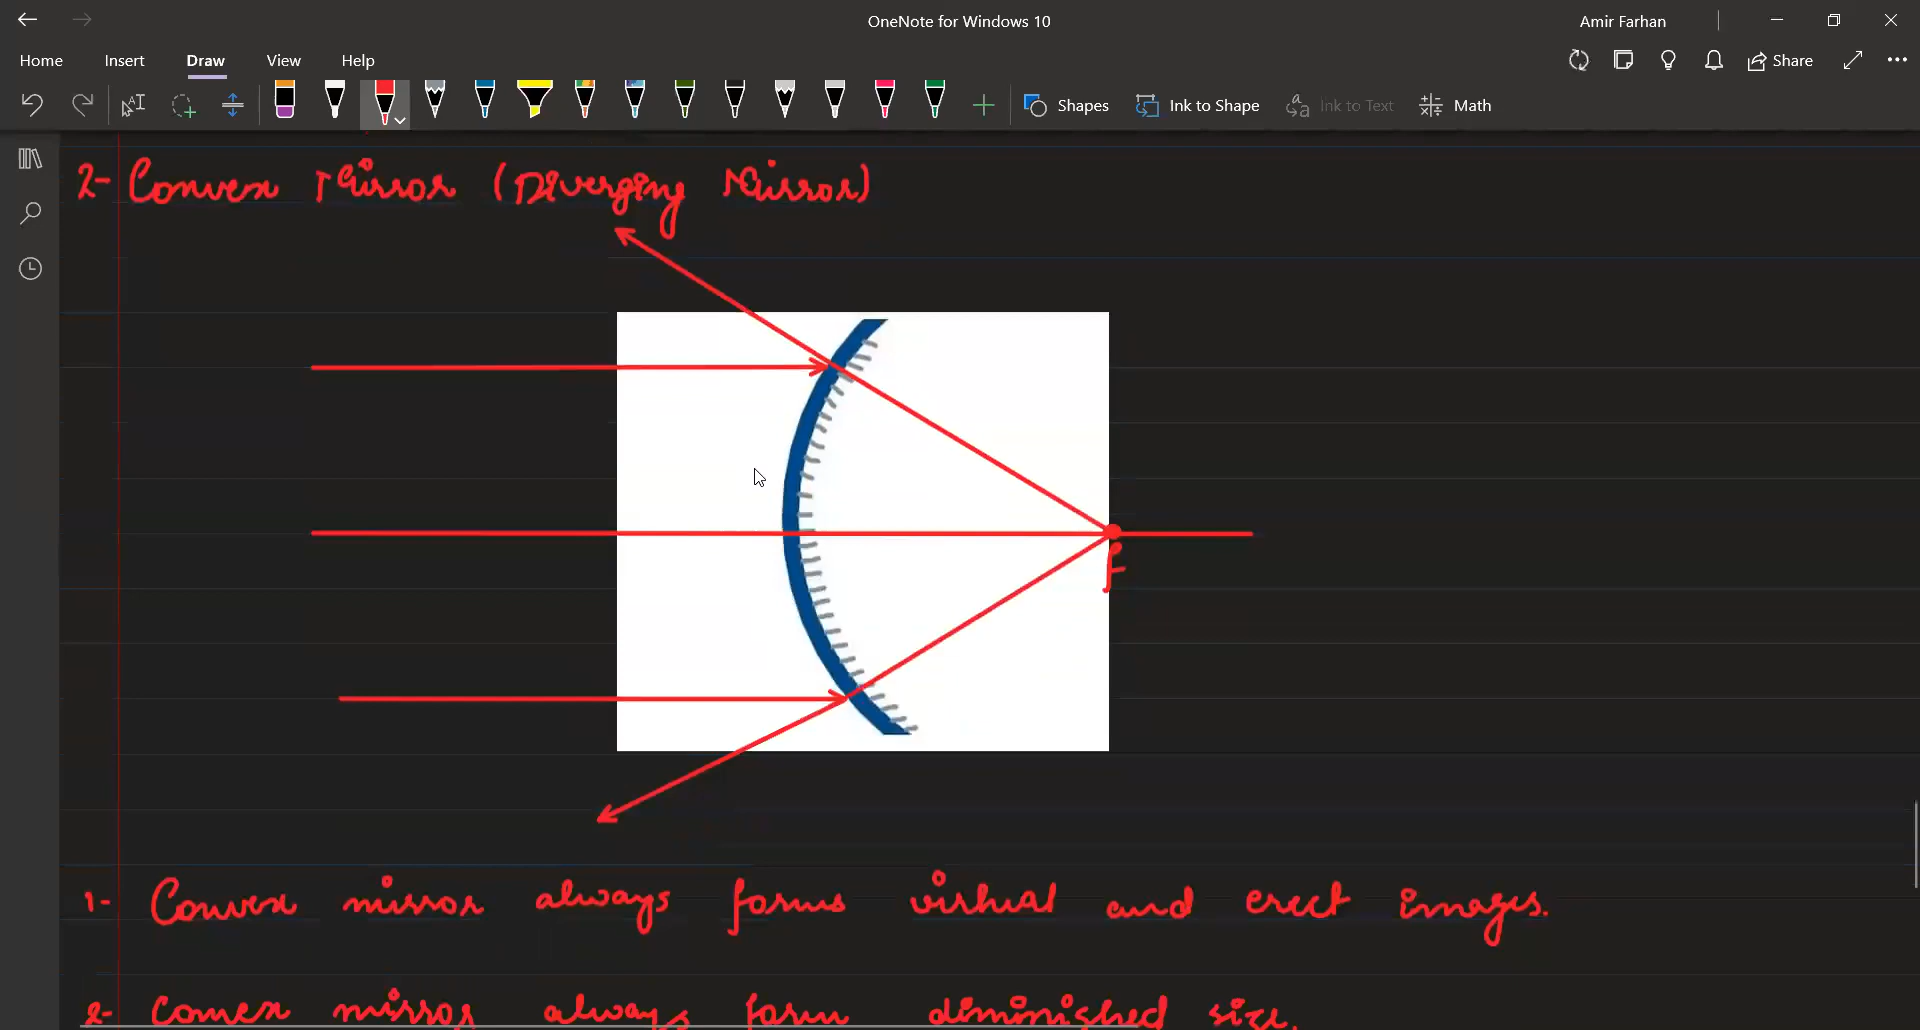 OneNote for Windows 10
Amir Farhan
Home Insert Draw View Help
Share
Shapes Ink to Shape Ink to Text Math
2- Convex Mirror (Diverging Mirror)
F
1- Convex mirror always forms virtual and erect images.
2- Convex mirror always form diminished size.